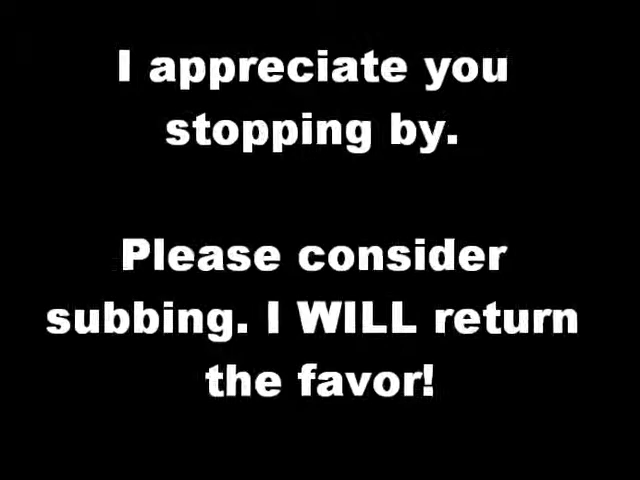 I appreciate you
stopping by.
Please consider
subbing. I WILL return
the favor!